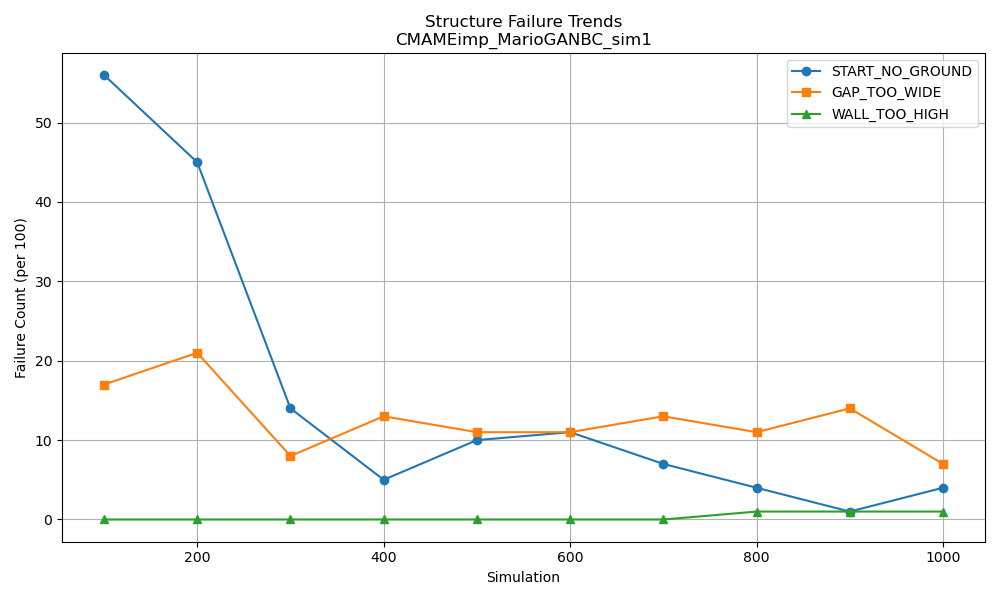 Structure Failure Trends
CMAMEimp_MarioGANBC_sim1
START_NO_GROUND
GAP_TOO_WIDE
WALL_TOO_HIGH
Failure Count (per 100)
50
40
30
20
10
0
200
400
600
800
1000
Simulation